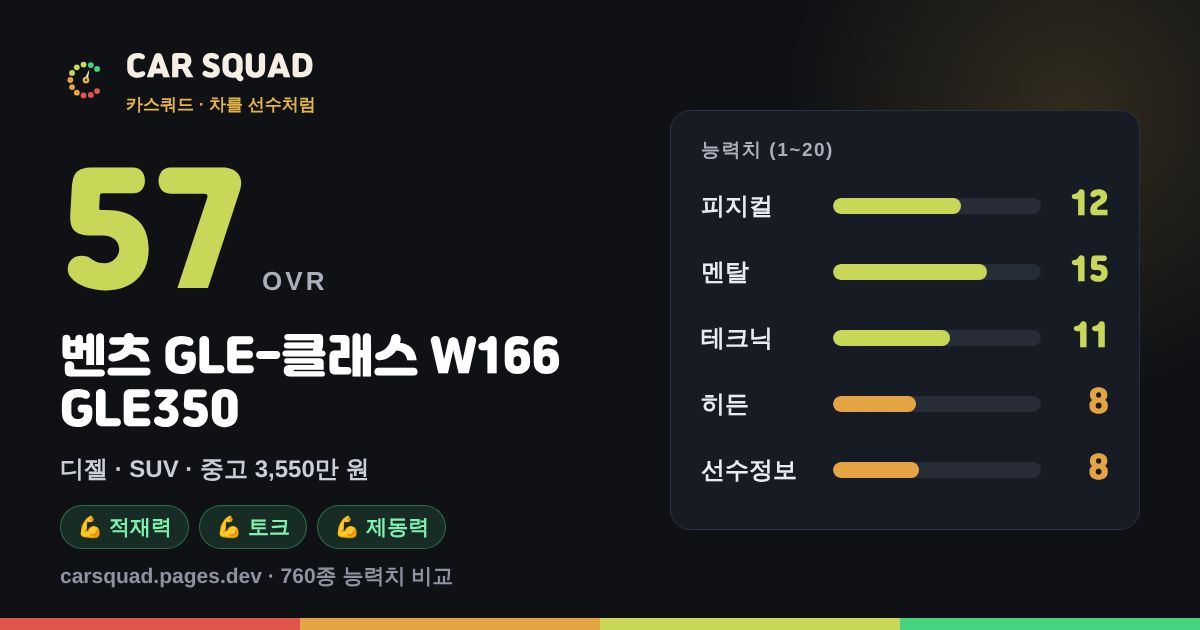 CAR SQUAD
카스쿼드 · 차를 선수처럼
57 OVR
벤츠 GLE-클래스 W166
GLE350
디젤 · SUV · 중고 3,550만 원
💪 적재력 💪 토크 💪 제동력
carsquad.pages.dev · 760종 능력치 비교
능력치 (1~20)
피지컬 12
멘탈 15
테크닉 11
히든 8
선수정보 8